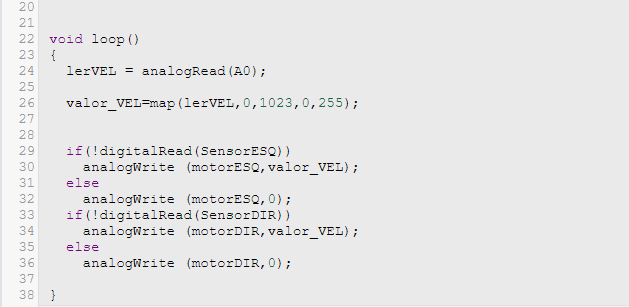 20
21
22 void loop()
23 {
24   lerVEL = analogRead(A0);
25
26   valor_VEL=map(lerVEL,0,1023,0,255);
27
28
29   if(!digitalRead(SensorESQ))
30     analogWrite (motorESQ,valor_VEL);
31   else
32     analogWrite (motorESQ,0);
33   if(!digitalRead(SensorDIR))
34     analogWrite (motorDIR,valor_VEL);
35   else
36     analogWrite (motorDIR,0);
37
38 }